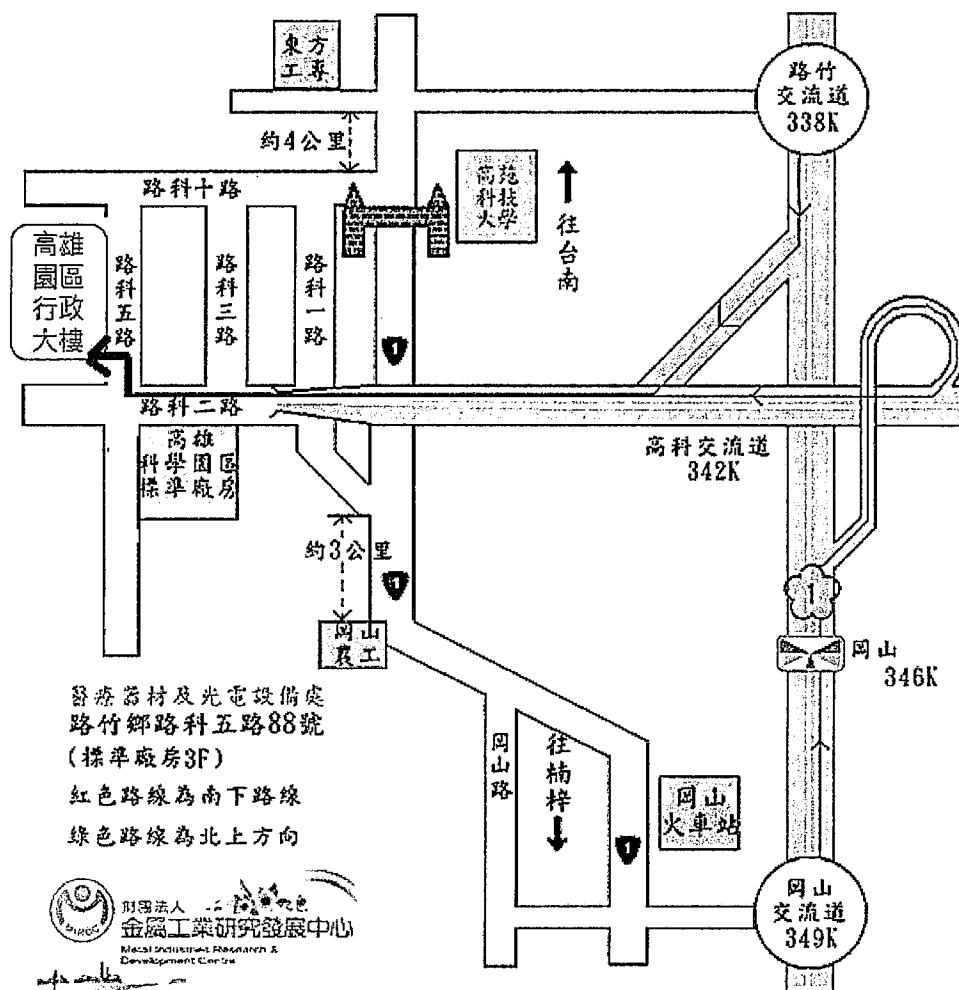 東方
工專
路竹
交流道
338K
約4公里
路科十路
高苑
科技
大學
往台南
高雄
園區
行政
大樓
路科五路
路科三路
路科一路
1
路科二路
高科交流道
342K
高雄
科學園區
標準廠房
約3公里
1
1
岡山
農工
岡山
346K
醫療器材及光電設備處
路竹鄉路科五路88號
(標準廠房3F)
紅色路線為南下路線
綠色路線為北上方向
岡山路
往楠梓
1
岡山
火車站
岡山
交流道
349K
MIRDC
財團法人
金屬工業研究發展中心
Metal Industries Research &
Development Centre